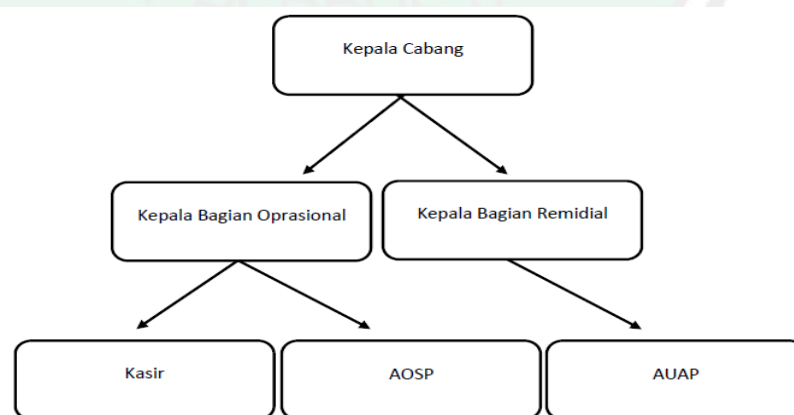 Kepala Cabang
Kepala Bagian Oprasional
Kepala Bagian Remidial
Kasir
AOSP
AUAP